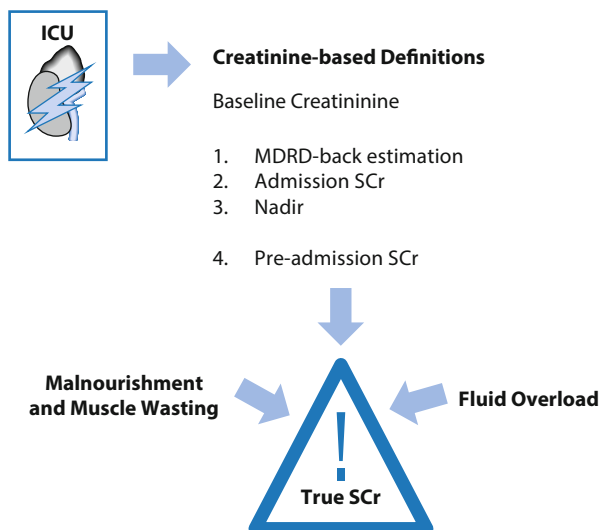 ICU
Creatinine-based Definitions
Baseline Creatininine
1. MDRD-back estimation
2. Admission SCr
3. Nadir
4. Pre-admission SCr
Malnourishment
and Muscle Wasting
Fluid Overload
!
True SCr